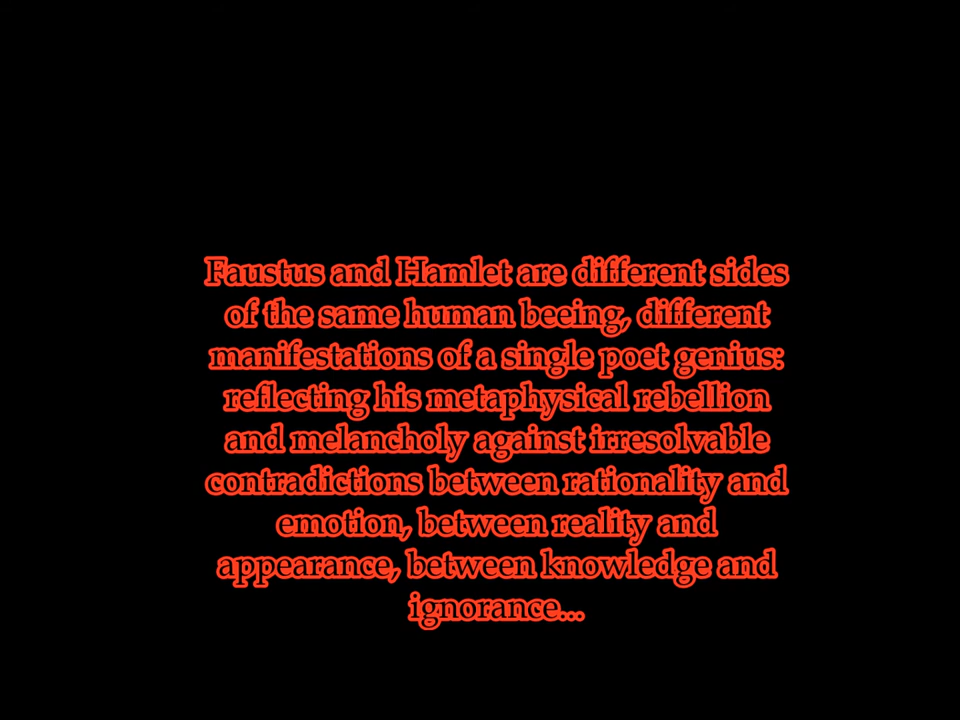 Faustus and Hamlet are different sides
of the same human beeing, different
manifestations of a single poet genius:
reflecting his metaphysical rebellion
and melancholy against irresolvable
contradictions between rationality and
emotion, between reality and
appearance, between knowledge and
ignorance...